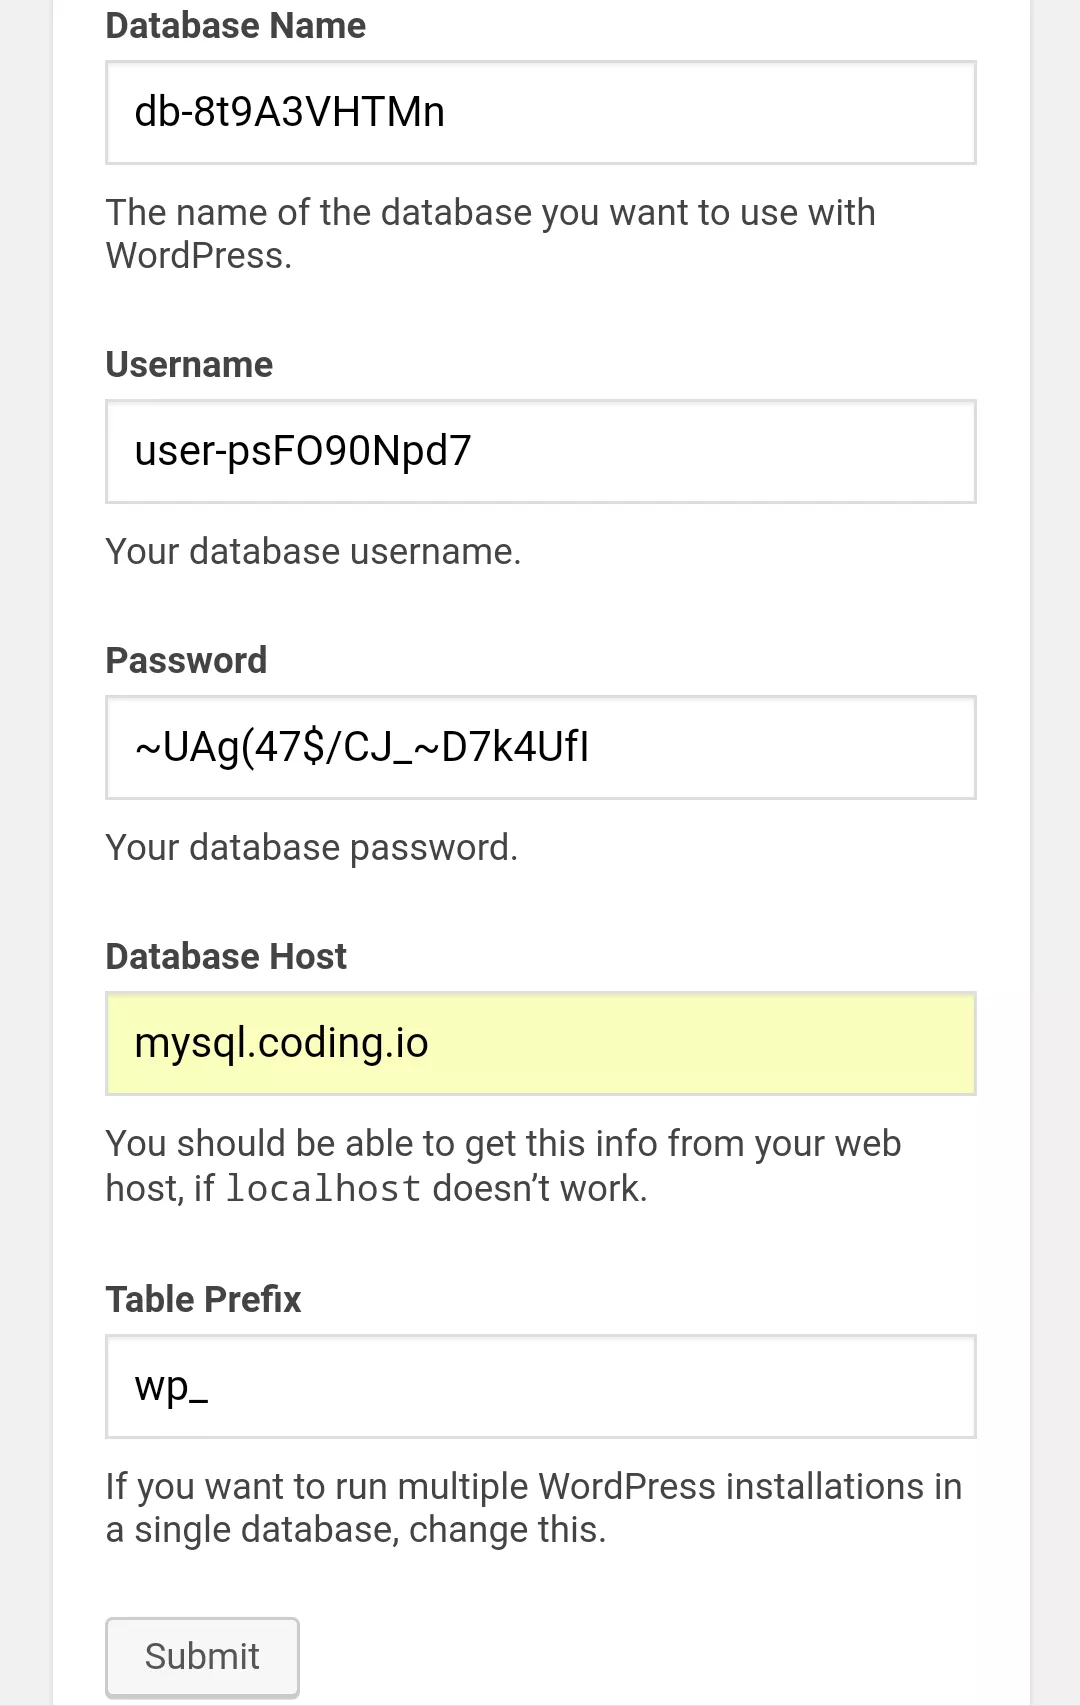 Database Name
db-8t9A3VHTMn
The name of the database you want to use with
WordPress.
Username
user-psFO90Npd7
Your database username.
Password
~UAg(47$/CJ_~D7k4UfI
Your database password.
Database Host
mysql.coding.io
You should be able to get this info from your web
host, if localhost doesn’t work.
Table Prefix
wp_
If you want to run multiple WordPress installations in
a single database, change this.
Submit